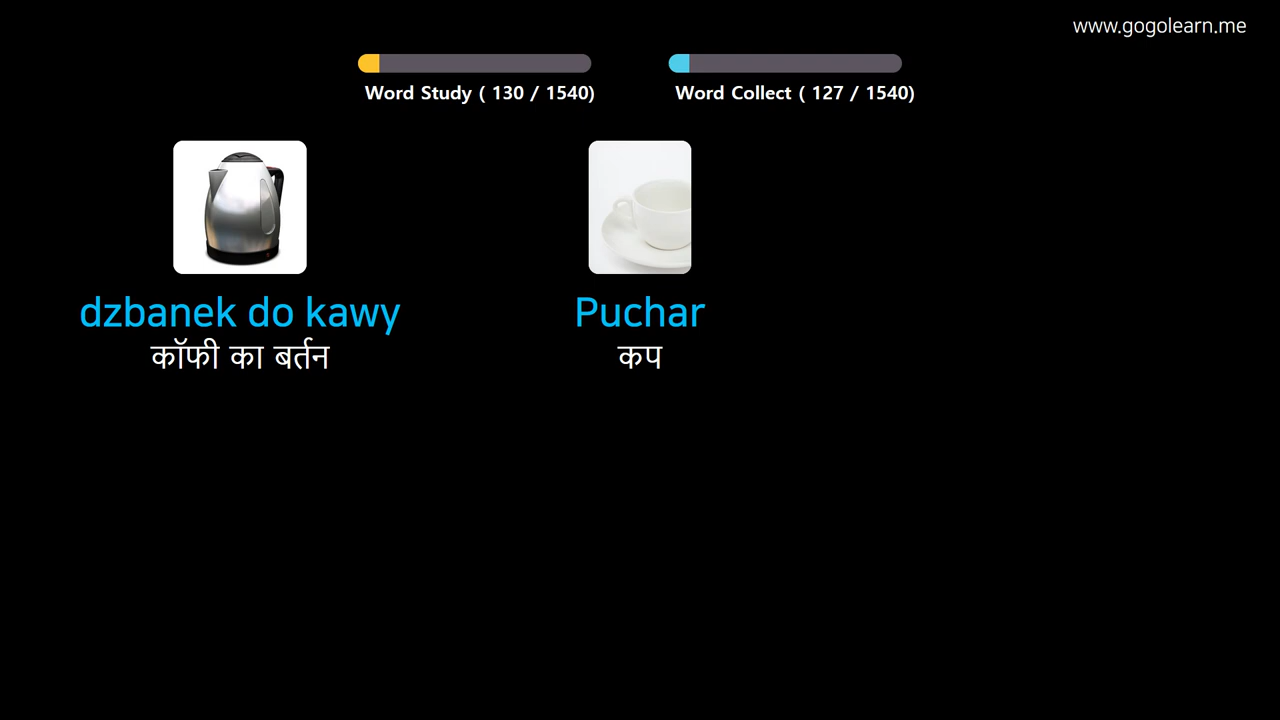 www.gogolearn.me
Word Study ( 130 / 1540)
Word Collect ( 127 / 1540)
dzbanek do kawy
कॉफी का बर्तन
Puchar
कप